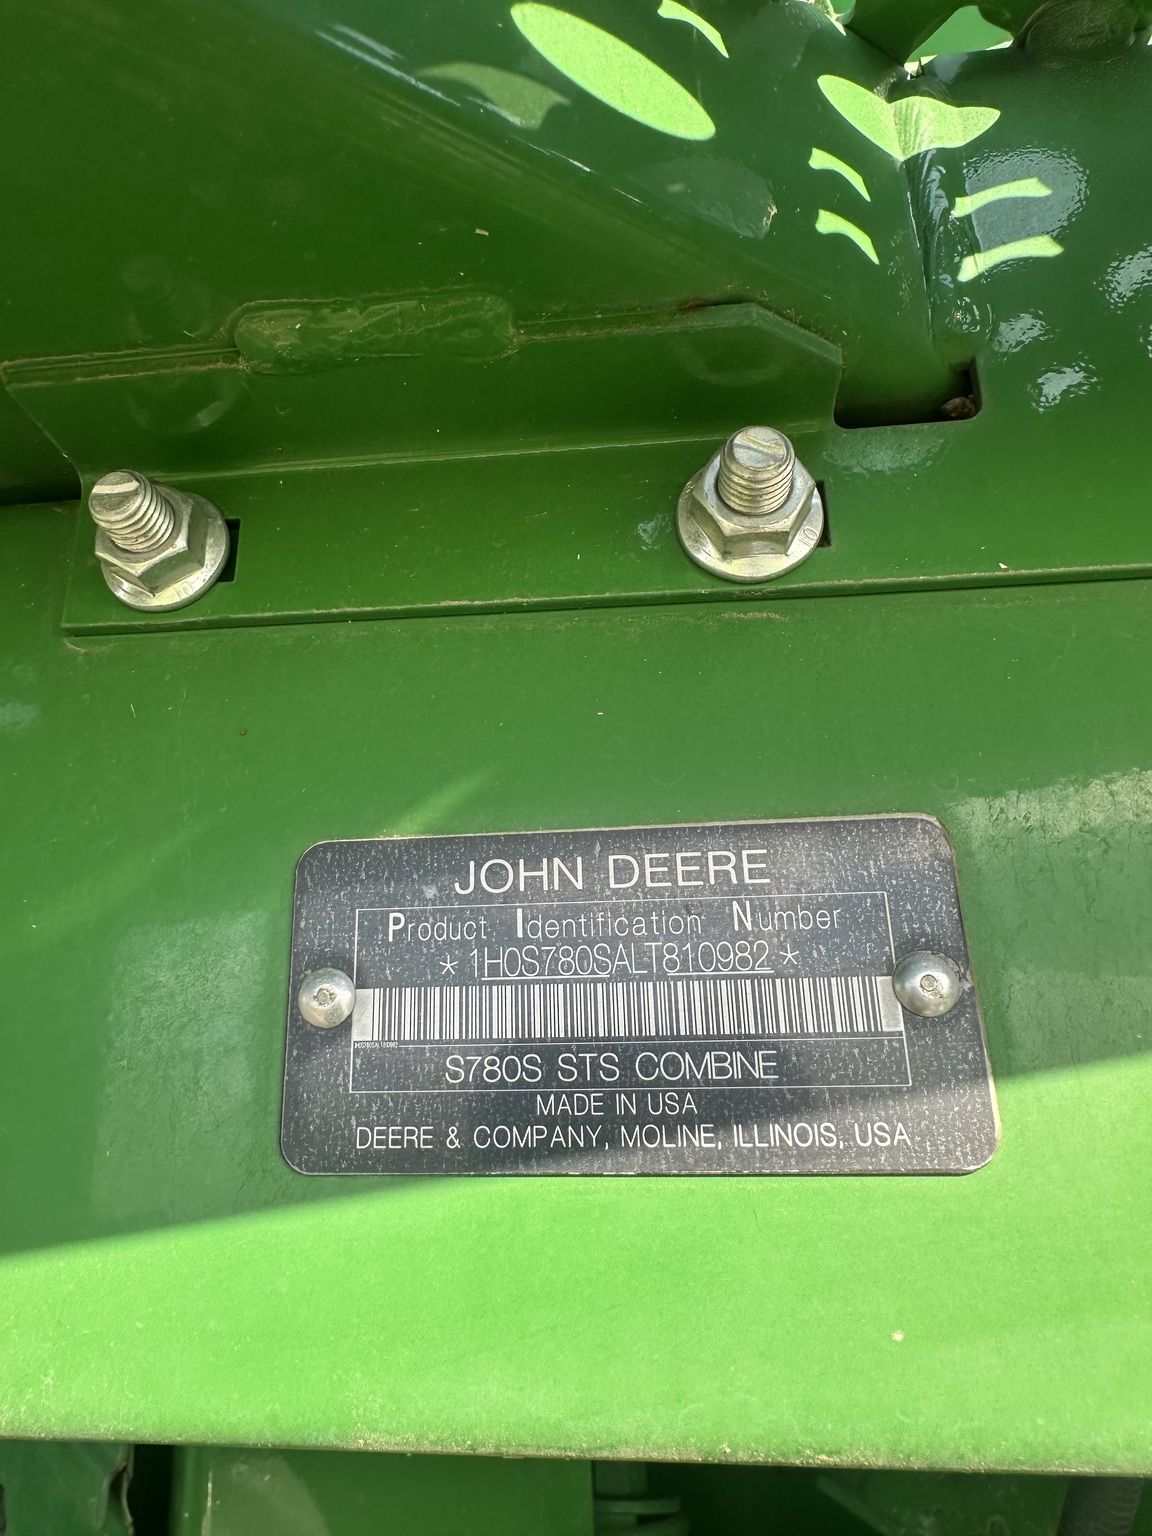 JOHN DEERE
Product Identification Number
* 1H0S780SALT810982 *
S780S STS COMBINE
MADE IN USA
DEERE & COMPANY, MOLINE, ILLINOIS, USA